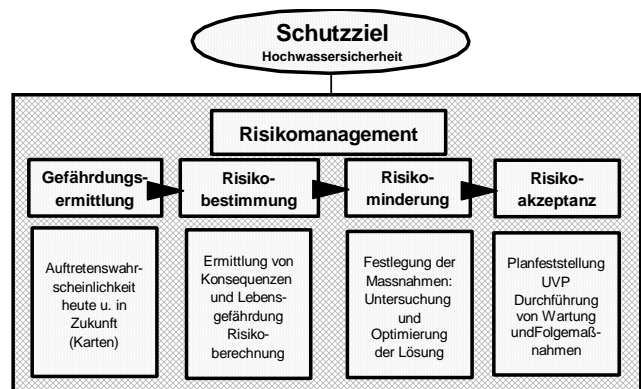 Schutzziel
Hochwassersicherheit
Risikomanagement
Gefährdungs-
ermittlung
Risiko-
bestimmung
Risiko-
minderung
Risiko-
akzeptanz
Auftretenswahr-
scheinlichkeit
heute u. in
Zukunft
(Karten)
Ermittlung von
Konsequenzen
und Lebens-
gefährdung
Risiko-
berechnung
Festlegung der
Massnahmen:
Untersuchung
und
Optimierung
der Lösung
Planfeststellung
UVP
Durchführung
von Wartung
undFolgemaß-
nahmen